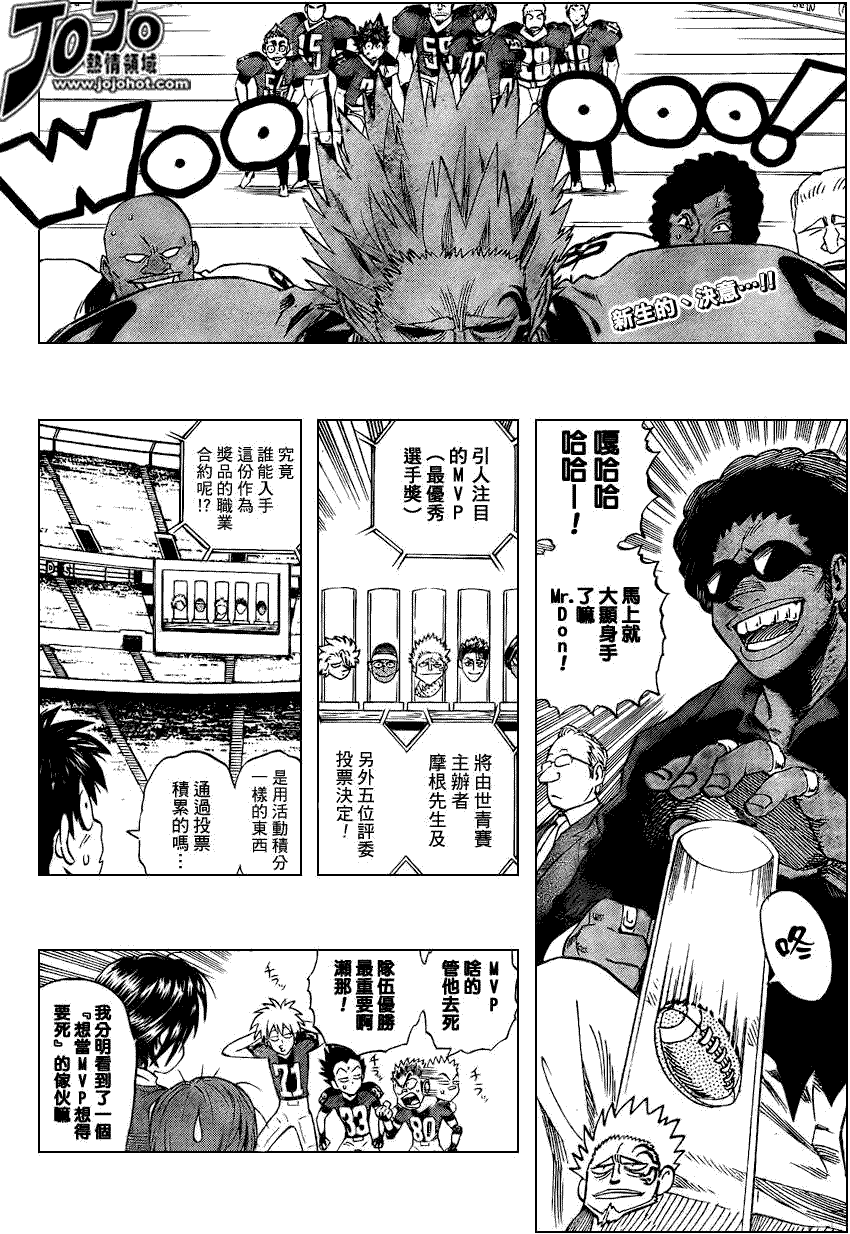 JOJO
熱情領域
www.jojohot.com
WOOOOOO!
新生的、決意…!!
嘎哈哈
哈哈—!
馬上就
大顯身手
了嘛
Mr.Don!
咚
引人注目
的MVP
(最優秀
選手獎)
將由世青賽
主辦者
摩根先生及
另外五位評委
投票決定!
究竟
誰能入手
這份作為
獎品的職業
合約呢!?
是用活動積分
一樣的東西
通過投票
積累的嗎…
MVP
啥的
管他去死
隊伍優勝
最重要啊
瀨那!
チラッ
チラッ
我分明看到了一個
『想當MVP想得
要死』的傢伙嘛